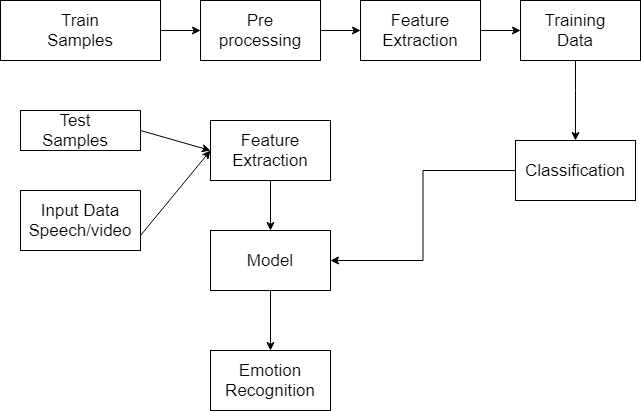 Train
Samples
Pre
processing
Feature
Extraction
Training
Data
Test
Samples
Feature
Extraction
Classification
Input Data
Speech/video
Model
Emotion
Recognition